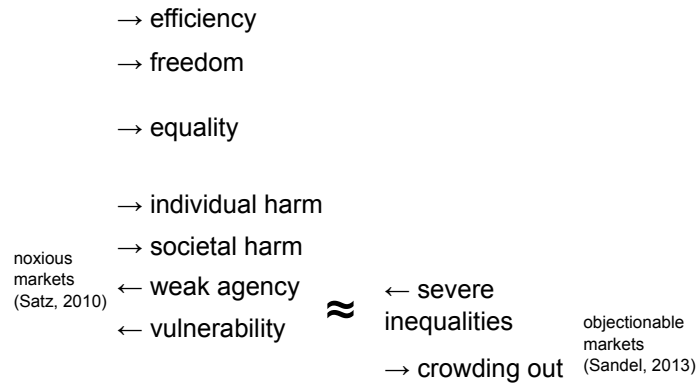 → efficiency
→ freedom
→ equality
→ individual harm
→ societal harm
noxious
markets
(Satz, 2010)
← weak agency
← vulnerability
≈
← severe
inequalities
→ crowding out
objectionable
markets
(Sandel, 2013)